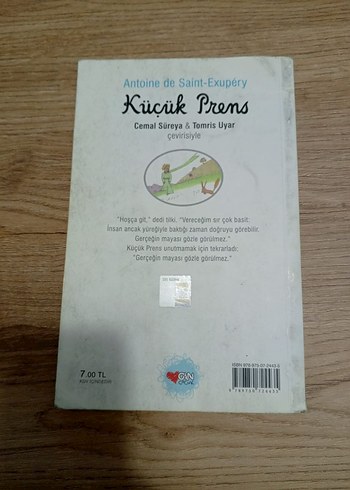 Antoine de Saint-Exupéry
Küçük Prens
Cemal Süreya & Tomris Uyar
çevirisiyle
"Hoşça git," dedi tilki. "Vereceğim sır çok basit:
İnsan ancak yüreğiyle baktığı zaman doğruyu görebilir.
Gerçeğin mayası gözle görülmez."
Küçük Prens unutmamak için tekrarladı:
"Gerçeğin mayası gözle görülmez."
7.00 TL
CAN